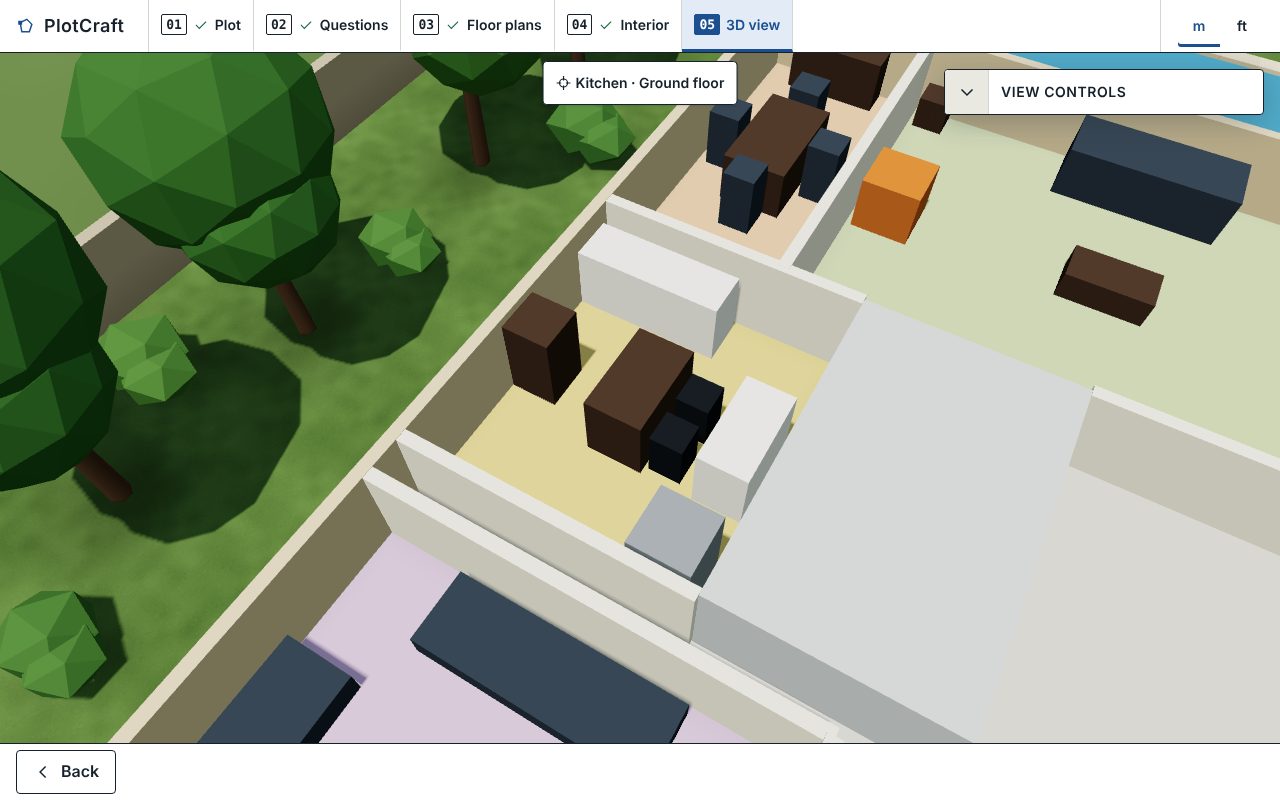 PlotCraft
01 Plot
02 Questions
03 Floor plans
04 Interior
05 3D view
m
ft
Kitchen · Ground floor
VIEW CONTROLS
Back